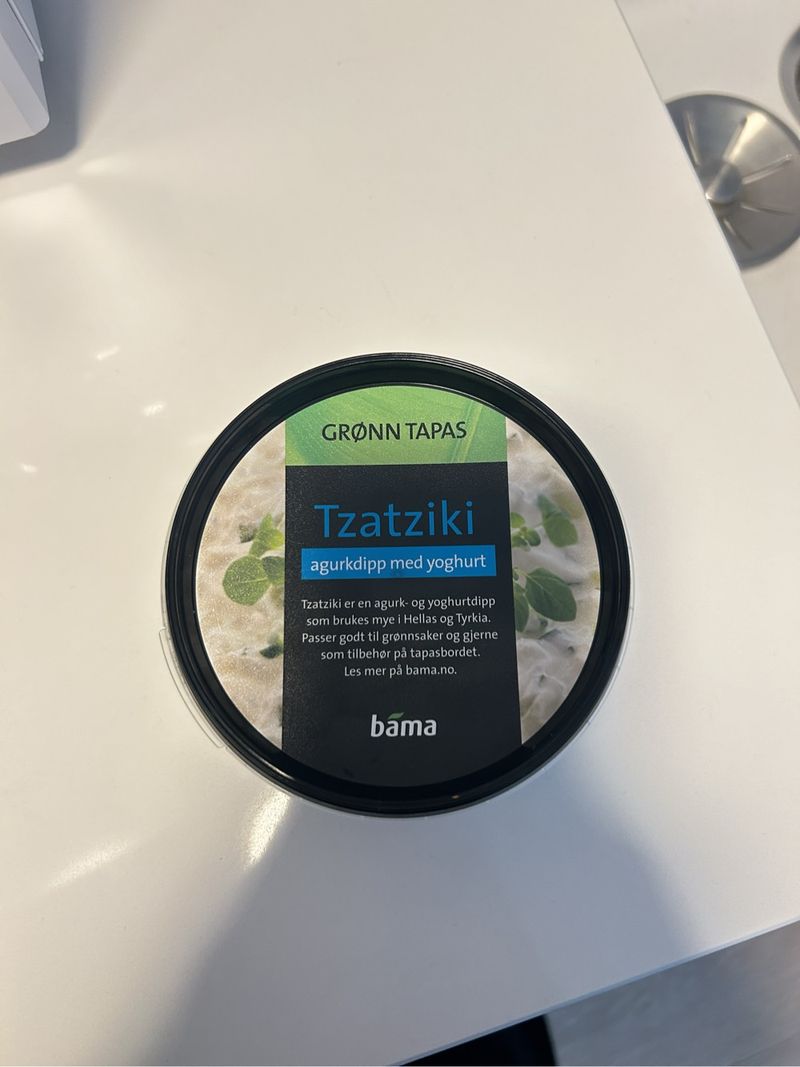 GRØNN TAPAS
Tzatziki
agurkdipp med yoghurt
Tzatziki er en agurk- og yoghurtdipp
som brukes mye i Hellas og Tyrkia.
Passer godt til grønnsaker og gjerne
som tilbehør på tapasbordet.
Les mer på bama.no.
bama